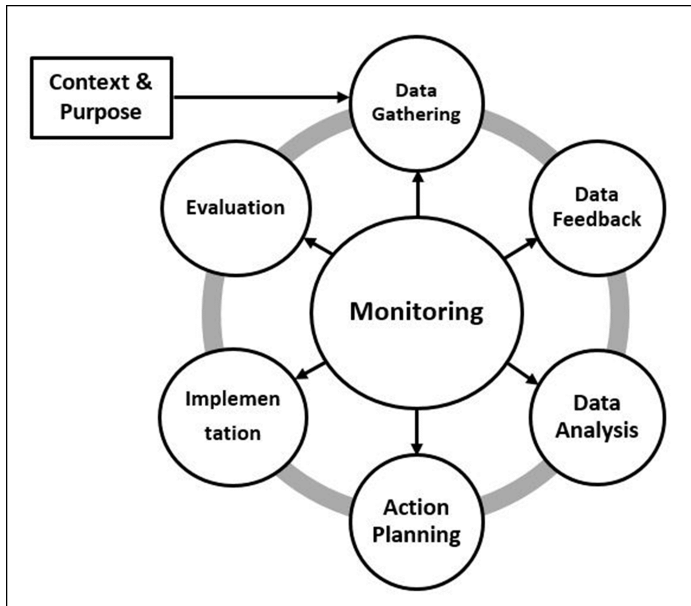 Context &
Purpose
Data
Gathering
Data
Feedback
Evaluation
Monitoring
Data
Analysis
Implemen
tation
Action
Planning